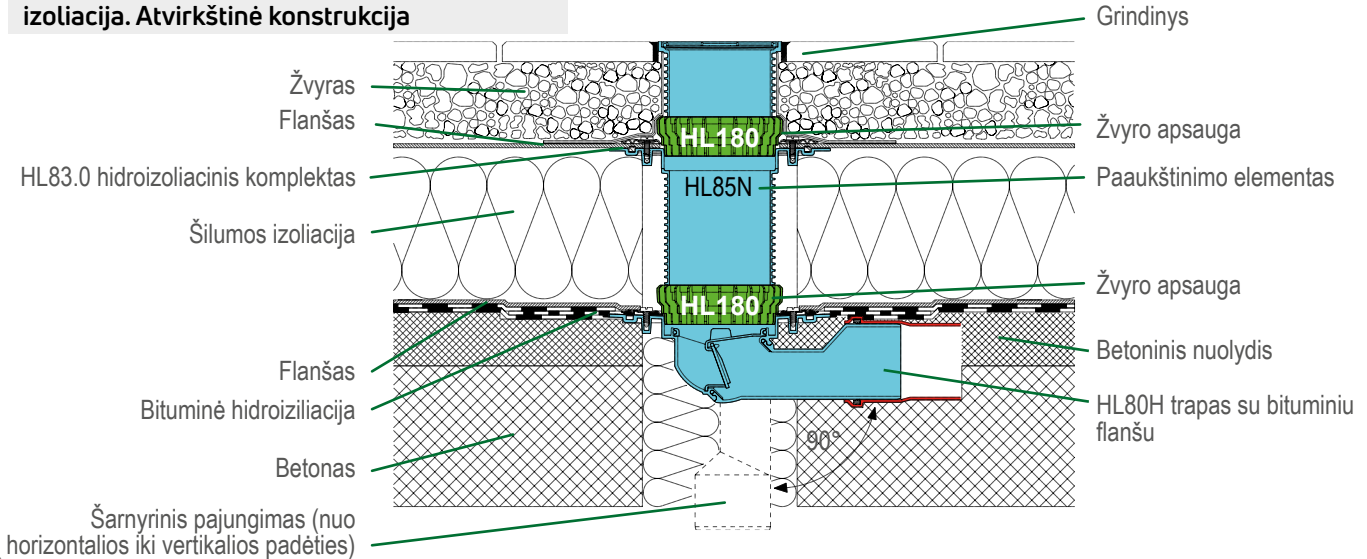 izoliacija. Atvirkštinė konstrukcija
Grindinys
Žvyras
Flanšas
HL180
Žvyro apsauga
HL83.0 hidroizoliacinis komplektas
HL85N
Paaukštinimo elementas
Šilumos izoliacija
Žvyro apsauga
HL180
Betoninis nuolydis
Flanšas
HL80H trapas su bituminiu
flanšu
Bituminė hidroiziliacija
90°
Betonas
Šarnyrinis pajungimas (nuo
horizontalios iki vertikalios padėties)